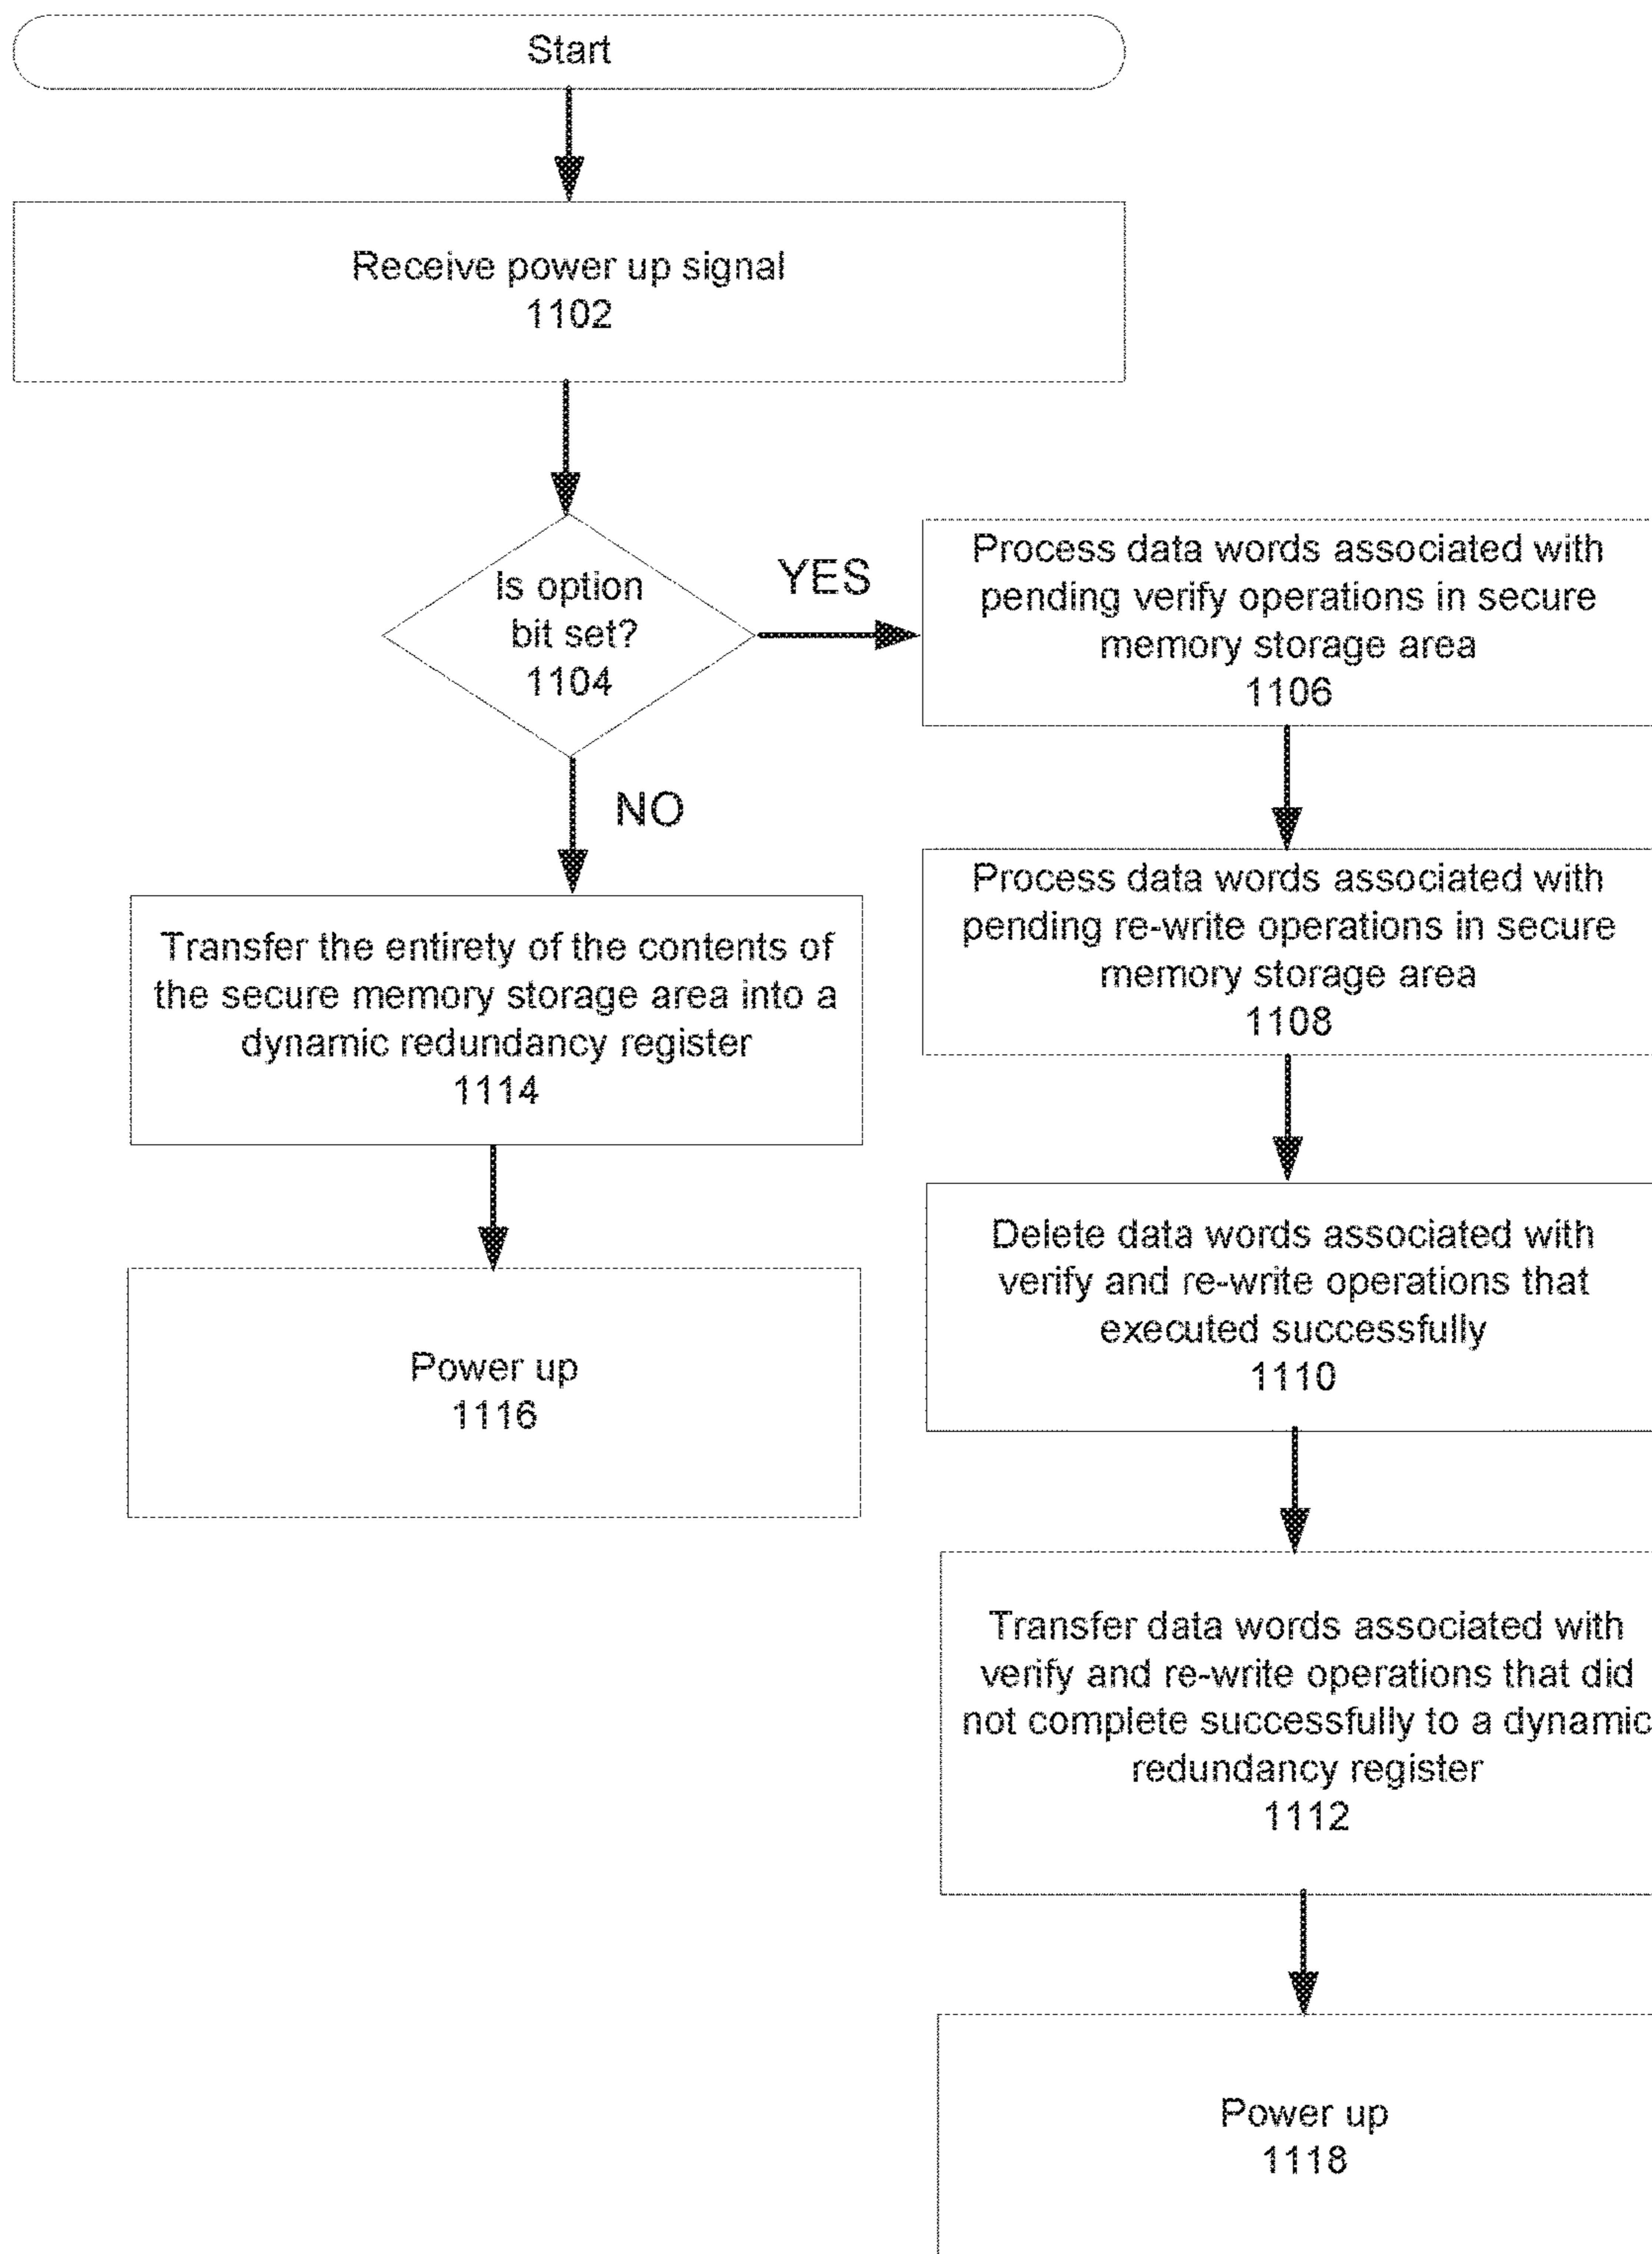 Start
Receive power up signal
1102
Is option
bit set?
1104
YES
Process data words associated with
pending verify operations in secure
memory storage area
1106
Process data words associated with
pending re-write operations in secure
memory storage area
1108
Delete data words associated with
verify and re-write operations that
executed successfully
1110
Transfer data words associated with
verify and re-write operations that did
not complete successfully to a dynamic
redundancy register
1112
Power up
1118
NO
Transfer the entirety of the contents of
the secure memory storage area into a
dynamic redundancy register
1114
Power up
1116